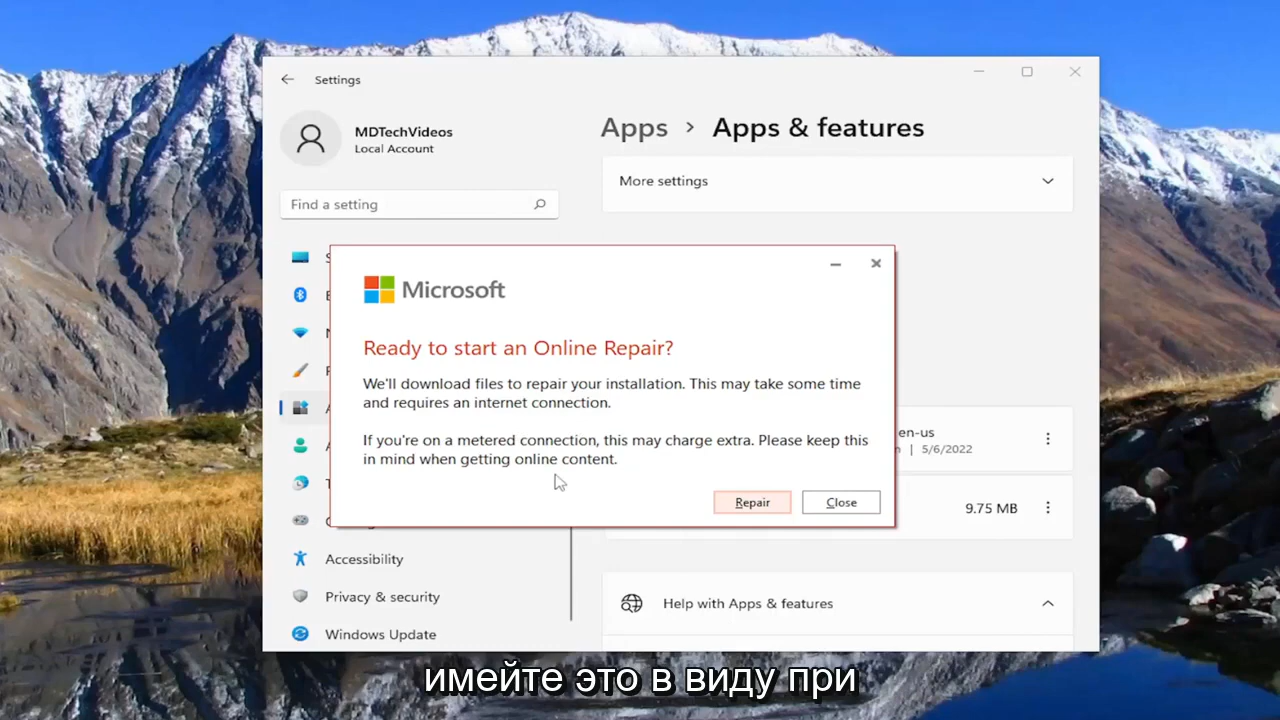 Settings
MDTechVideos
Local Account
Find a setting
Apps > Apps & features
More settings
Microsoft
Ready to start an Online Repair?
We'll download files to repair your installation. This may take some time
and requires an internet connection.
If you're on a metered connection, this may charge extra. Please keep this
in mind when getting online content.
Repair
Close
en-us
| 5/6/2022
9.75 MB
Accessibility
Privacy & security
Windows Update
Help with Apps & features
имейте это в виду при